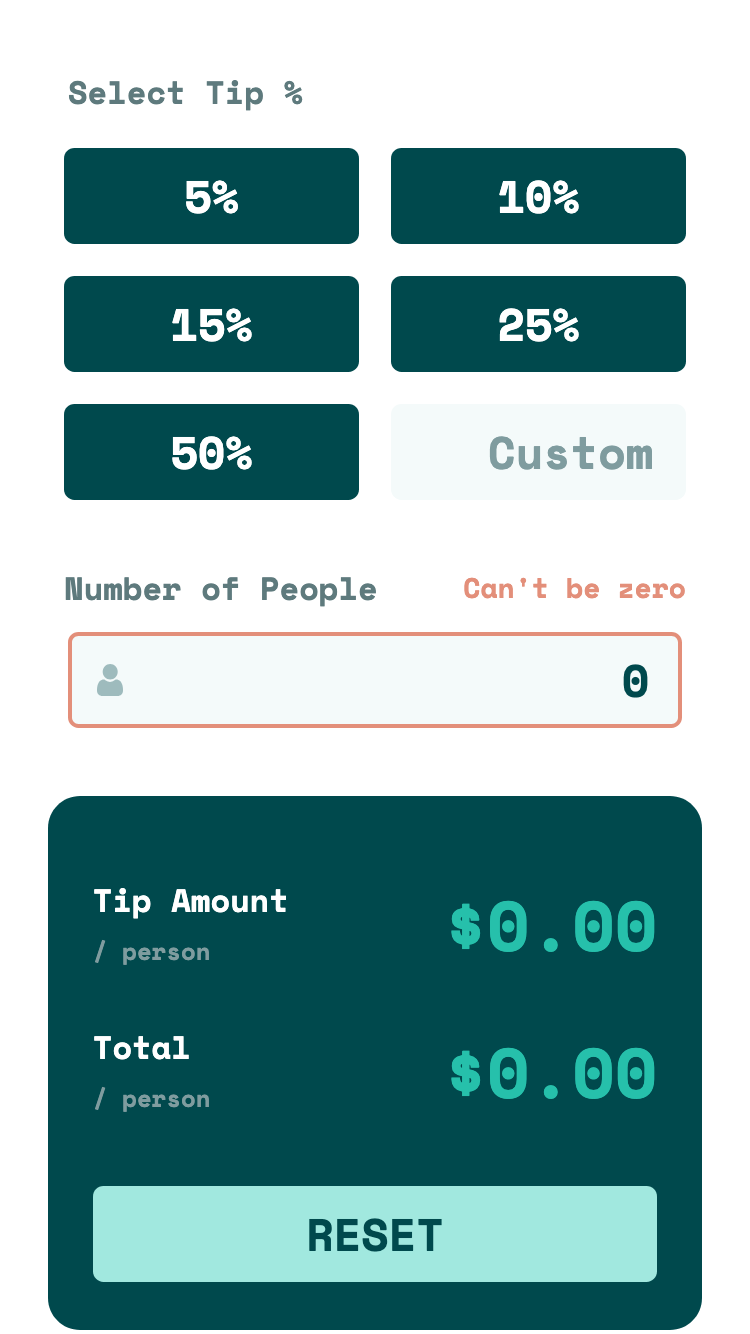 Select Tip %
5%
10%
15%
25%
50%
Custom
Number of People
Can't be zero
0
Tip Amount
/ person
$0.00
Total
/ person
$0.00
RESET